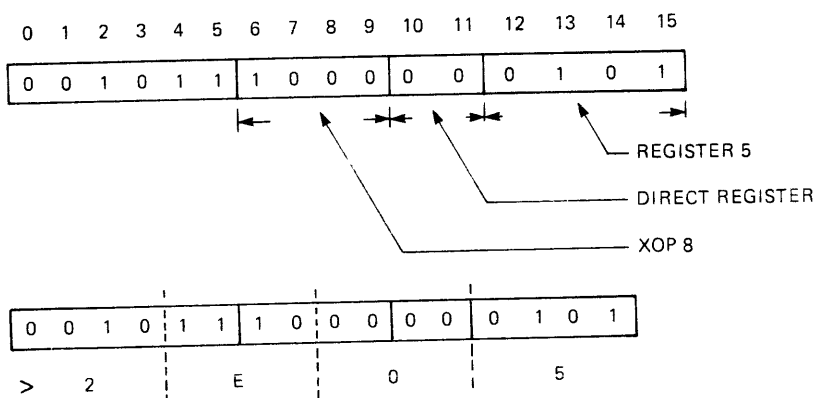 0 1 2 3 4 5 6 7 8 9 10 11 12 13 14 15
0 0 1 0 1 1 1 0 0 0 0 0 0 1 0 1
REGISTER 5
DIRECT REGISTER
XOP 8
0 0 1 0 1 1 1 0 0 0 0 0 0 1 0 1
> 2 E 0 5